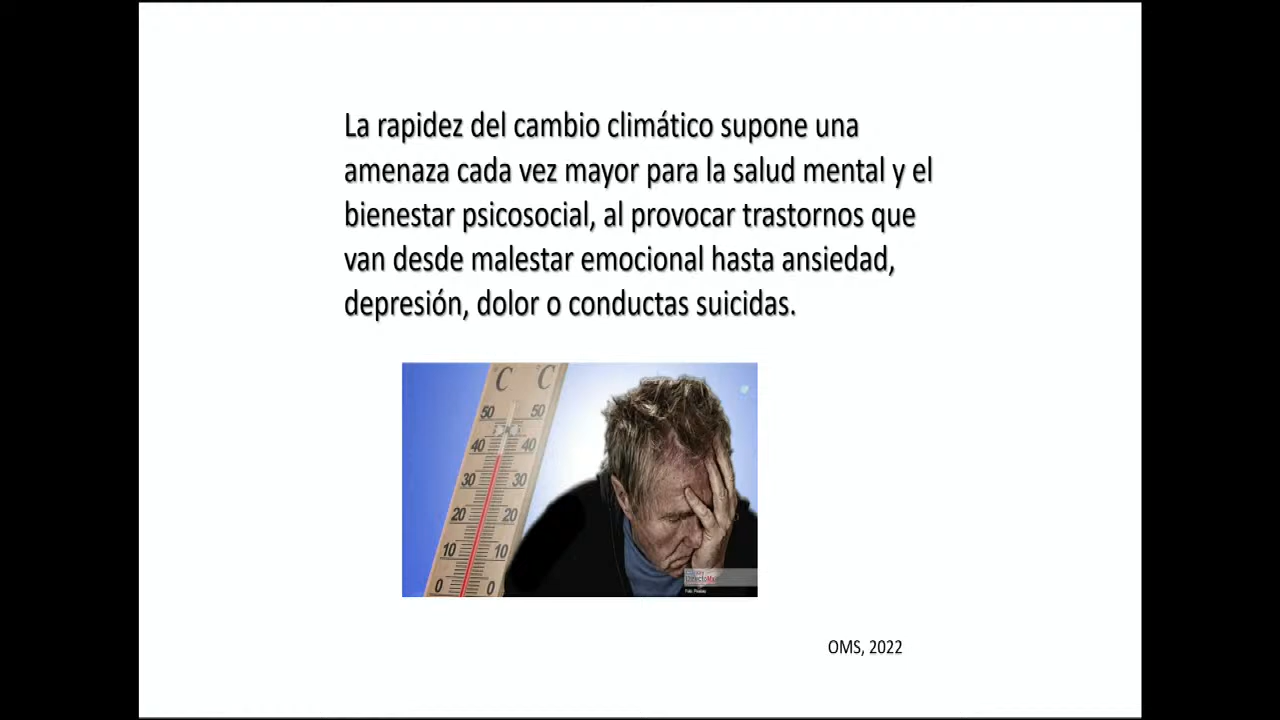 La rapidez del cambio climático supone una
amenaza cada vez mayor para la salud mental y el
bienestar psicosocial, al provocar trastornos que
van desde malestar emocional hasta ansiedad,
depresión, dolor o conductas suicidas.
°C °C
50 50
40 40
30 30
20 20
10 10
0 0
OMS, 2022